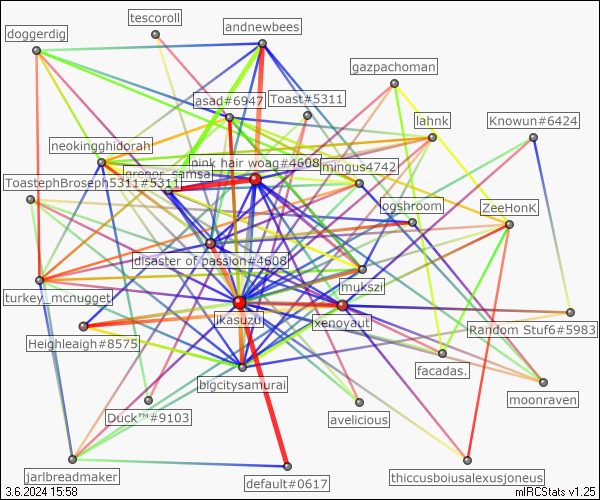 tescoroll
doggerdig
andnewbees
gazpachoman
asad#6947
Toast#5311
lahnk
Knowun#6424
neokingghidorah
pink hair woag#4608
mingus4742
gregor_samsa
ToastephBroseph5311#5311
ogshroom
ZeeHonK
disaster of passion#4608
mukszi
turkey_mcnugget
ikasuzu
xenoyaut
Random Stuf6#5983
Heighleaigh#8575
facadas.
bigcitysamurai
moonraven
Duck™#9103
avelicious
jarlbreadmaker
default#0617
thiccusboiusalexusjoneus
3.6.2024 15:58
mIRCStats v1.25